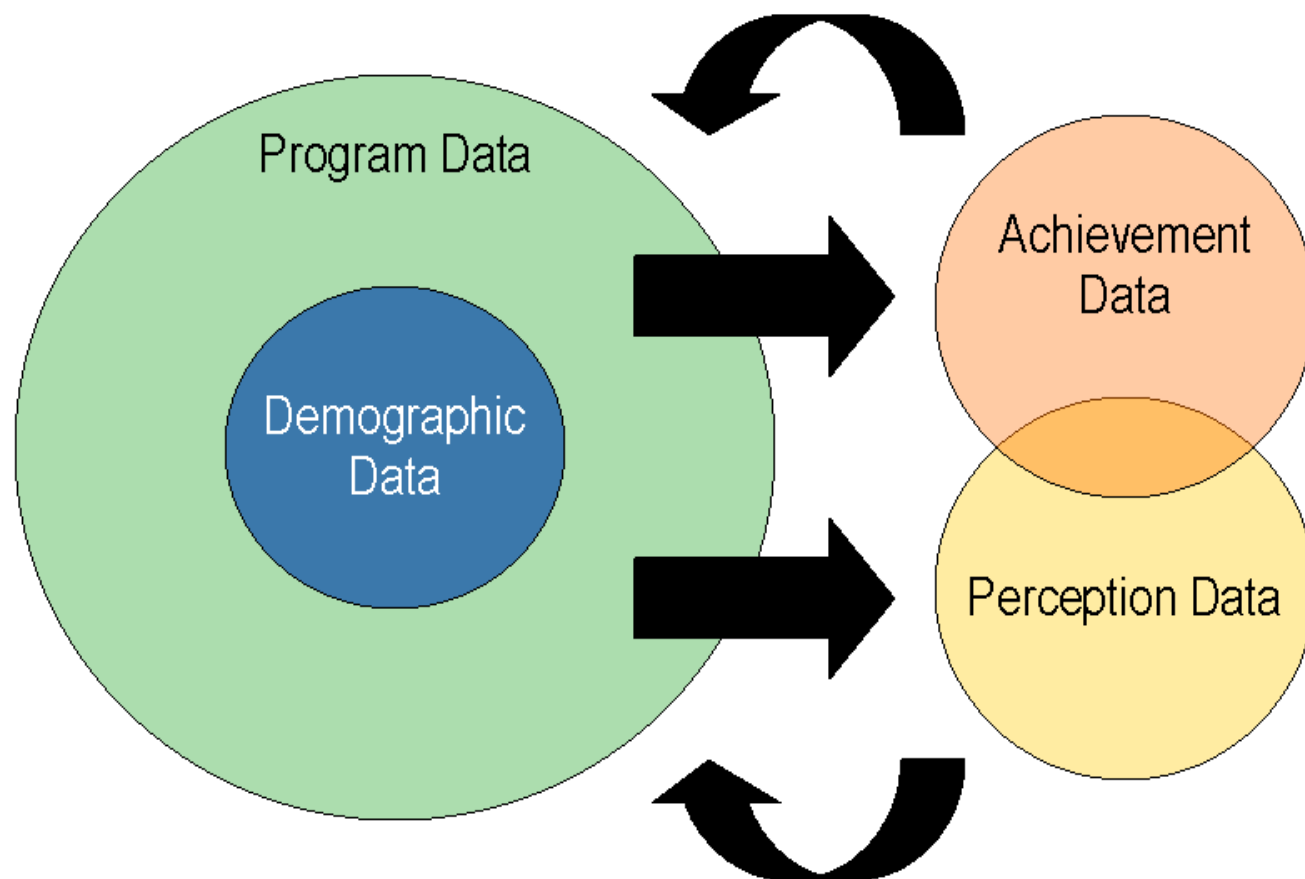 Program Data
Demographic
Data
Achievement
Data
Perception Data